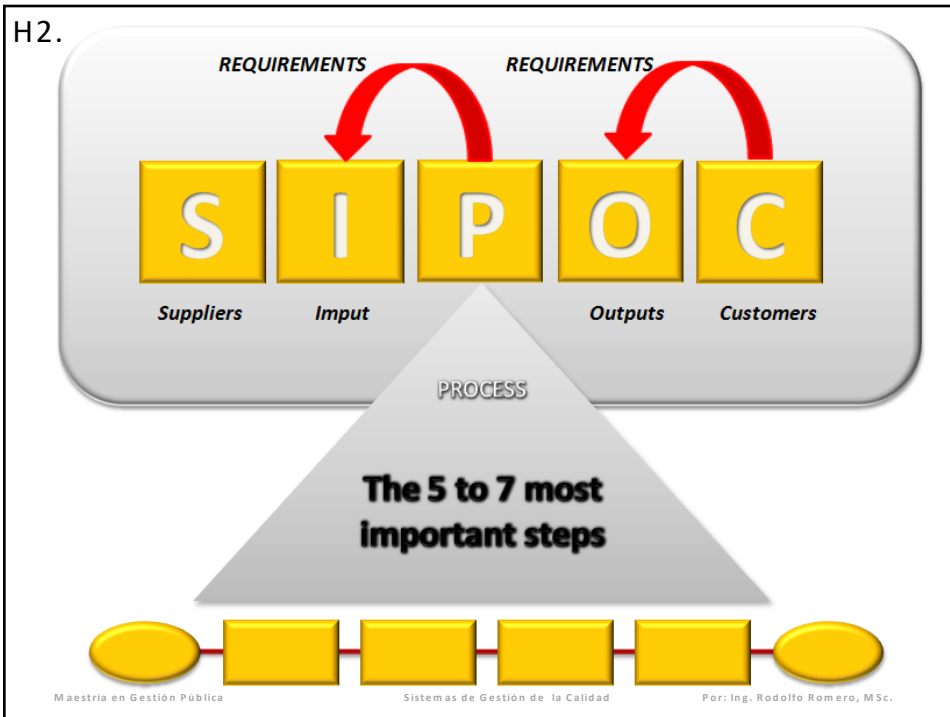 H2.
REQUIREMENTS REQUIREMENTS
S I P O C
Suppliers Imput Outputs Customers
PROCESS
The 5 to 7 most
important steps
Maestría en Gestión Pública Sistemas de Gestión de la Calidad Por: Ing. Rodolfo Romero, MSc.